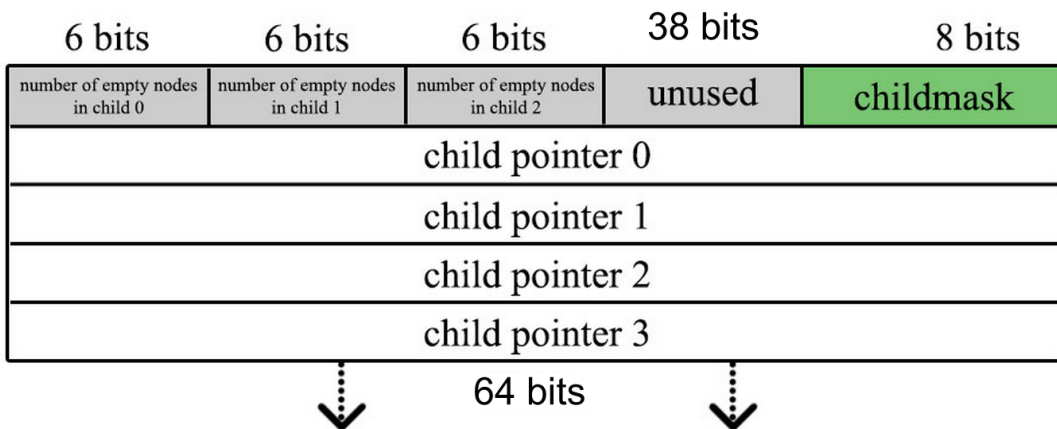 6 bits 6 bits 6 bits 38 bits 8 bits
number of empty nodes in child 0
number of empty nodes in child 1
number of empty nodes in child 2
unused
childmask
child pointer 0
child pointer 1
child pointer 2
child pointer 3
64 bits